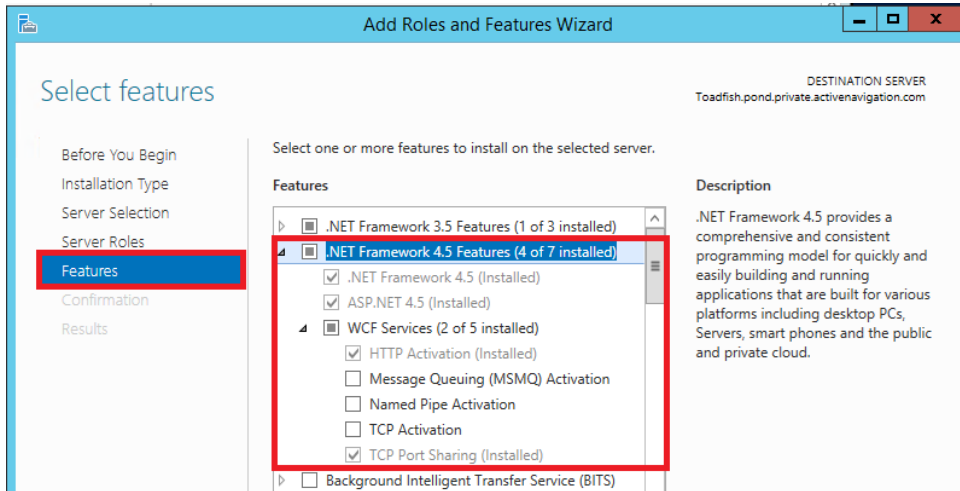 Add Roles and Features Wizard
Select features
DESTINATION SERVER
Toadfish.pond.private.activenavigation.com
Before You Begin
Installation Type
Server Selection
Server Roles
Features
Confirmation
Results
Select one or more features to install on the selected server.
Features
.NET Framework 3.5 Features (1 of 3 installed)
.NET Framework 4.5 Features (4 of 7 installed)
.NET Framework 4.5 (Installed)
ASP.NET 4.5 (Installed)
WCF Services (2 of 5 installed)
HTTP Activation (Installed)
Message Queuing (MSMQ) Activation
Named Pipe Activation
TCP Activation
TCP Port Sharing (Installed)
Background Intelligent Transfer Service (BITS)
Description
.NET Framework 4.5 provides a
comprehensive and consistent
programming model for quickly and
easily building and running
applications that are built for various
platforms including desktop PCs,
Servers, smart phones and the public
and private cloud.